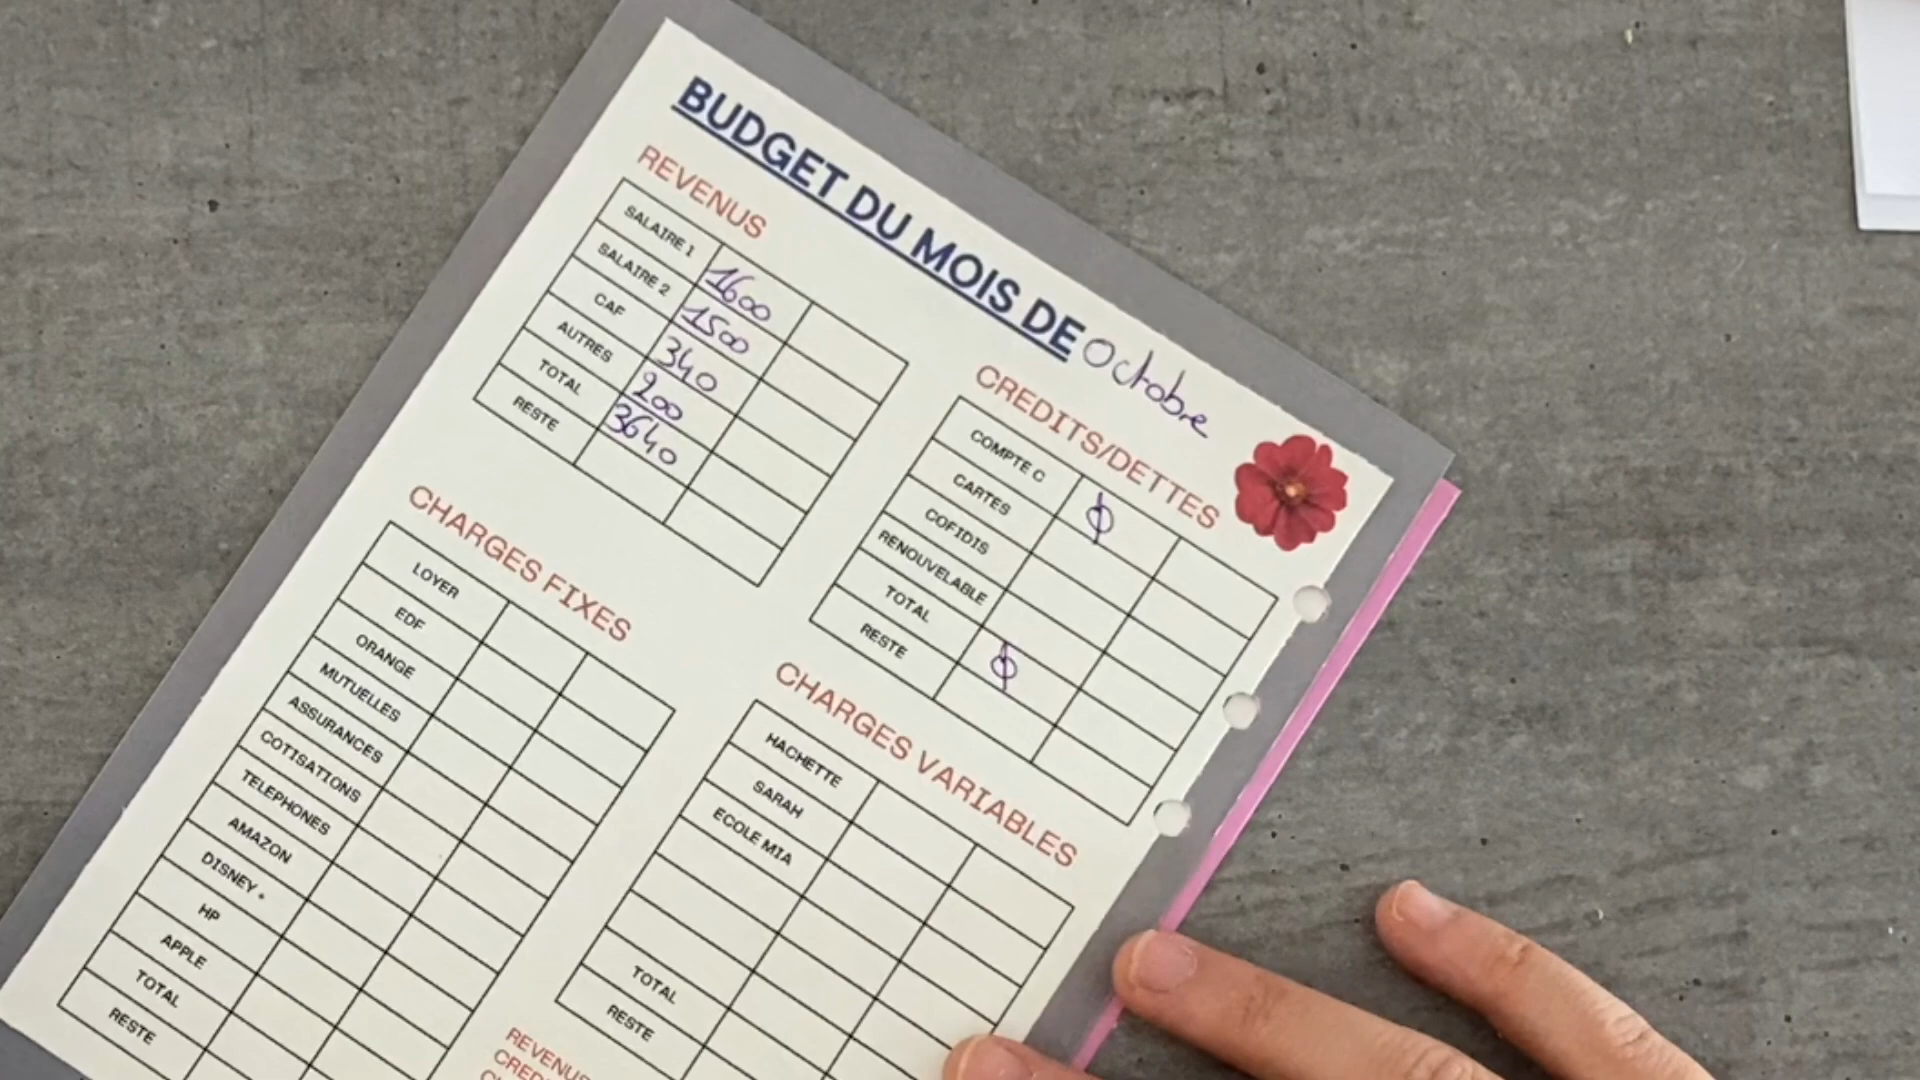 BUDGET DU MOIS DE Octobre
REVENUS
SALAIRE 1 1600
SALAIRE 2 1500
CAF 340
AUTRES 200
TOTAL 3640
RESTE
CREDITS/DETTES
COMPTE C ϕ
CARTES
COFIDIS
RENOUVELABLE
TOTAL ϕ
RESTE
CHARGES FIXES
LOYER
EDF
ORANGE
MUTUELLES
ASSURANCES
COTISATIONS
TELEPHONES
AMAZON
DISNEY +
HP
APPLE
TOTAL
RESTE
CHARGES VARIABLES
HACHETTE
SARAH
ECOLE MIA
TOTAL
RESTE
REVENUS